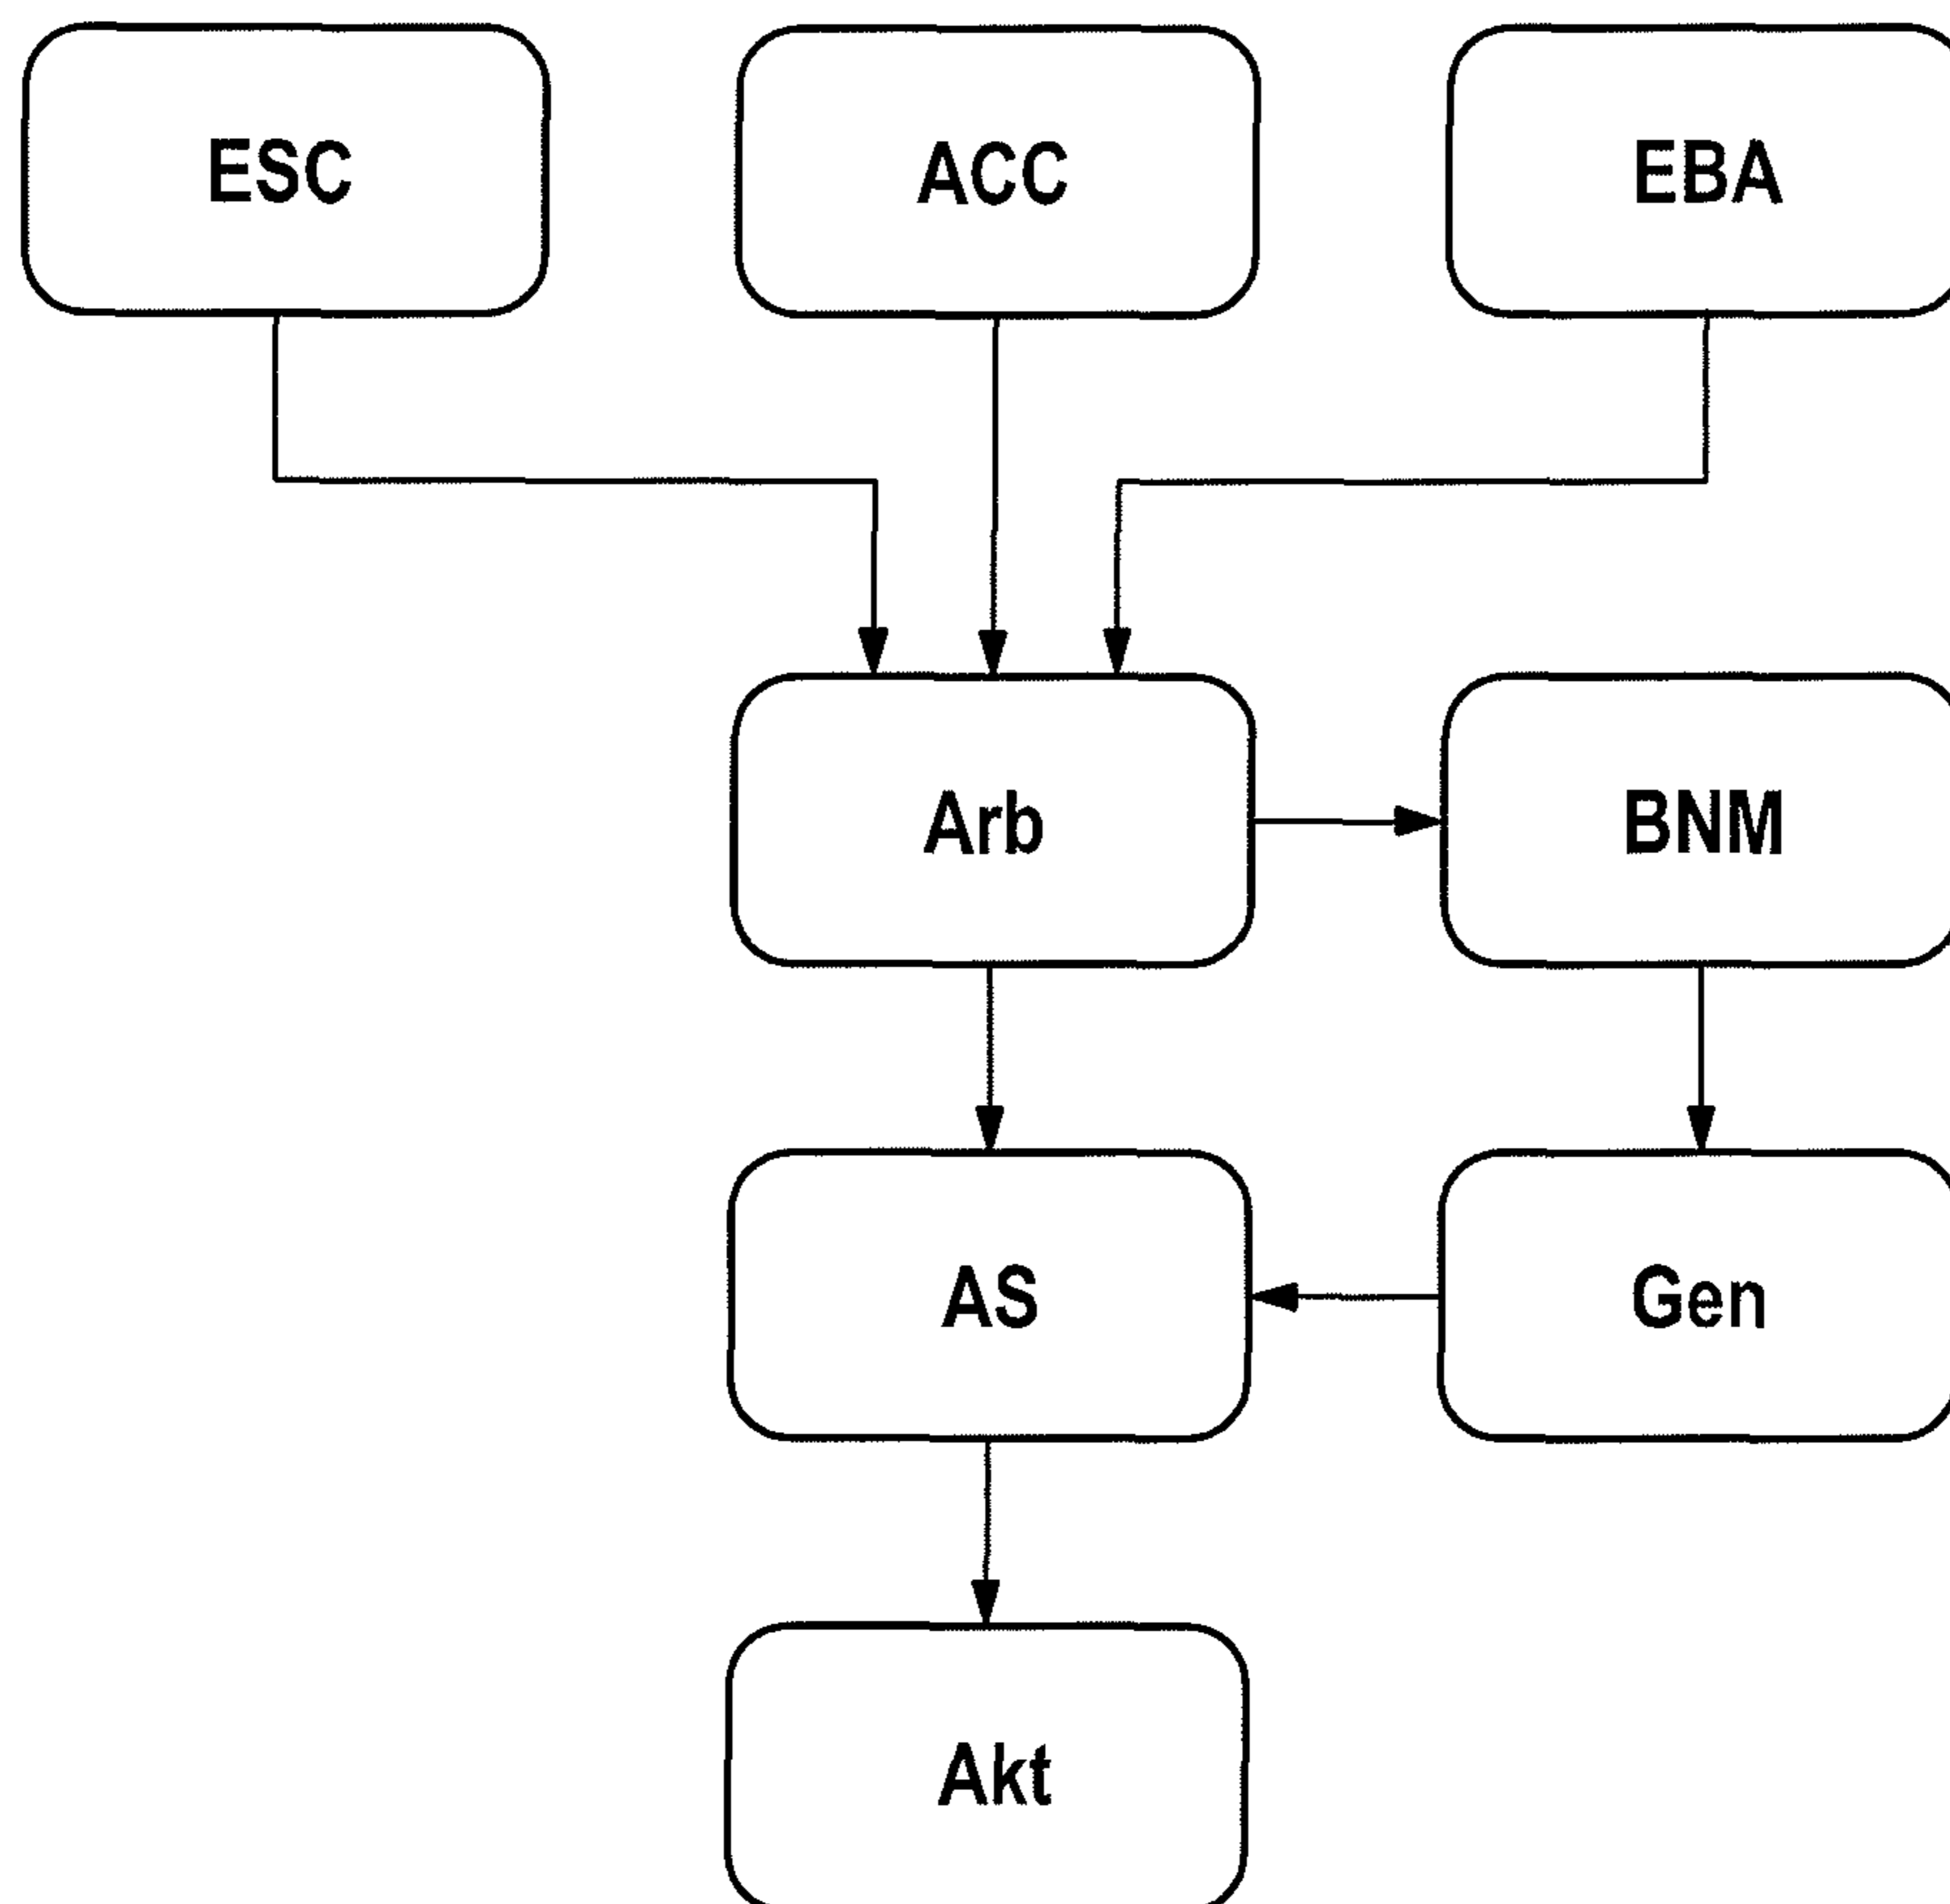 ESC
ACC
EBA
Arb
BNM
AS
Gen
Akt